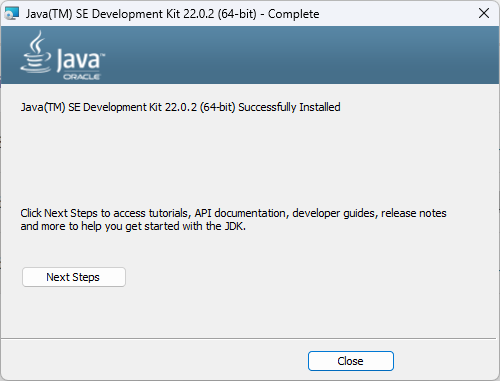 Java(TM) SE Development Kit 22.0.2 (64-bit) - Complete
Java™
ORACLE
Java(TM) SE Development Kit 22.0.2 (64-bit) Successfully Installed
Click Next Steps to access tutorials, API documentation, developer guides, release notes
and more to help you get started with the JDK.
Next Steps
Close